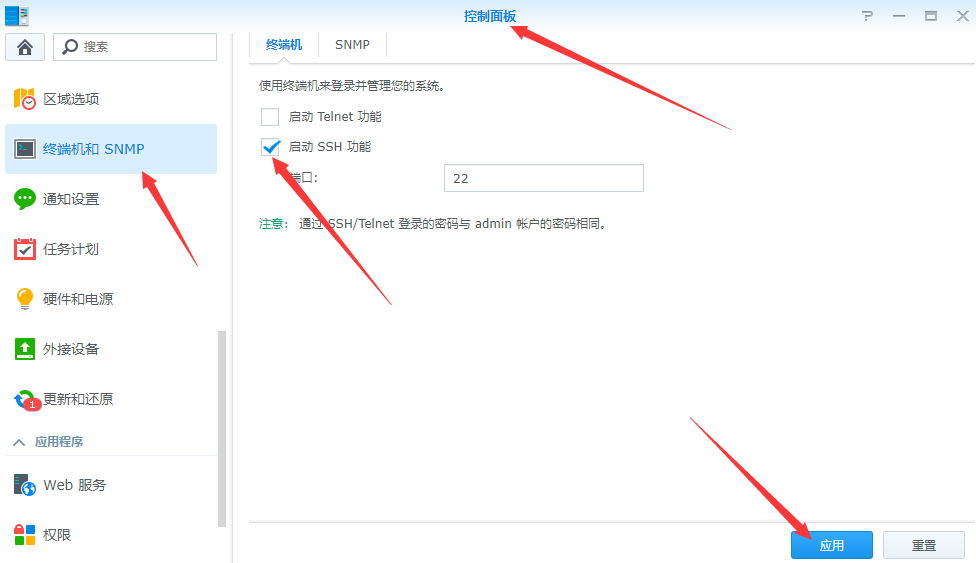 控制面板
搜索
终端机
SNMP
区域选项
终端机和 SNMP
通知设置
任务计划
硬件和电源
外接设备
更新和还原
1
应用程序
Web 服务
权限
使用终端机来登录并管理您的系统。
启动 Telnet 功能
启动 SSH 功能
端口:
22
注意: 通过 SSH/Telnet 登录的密码与 admin 帐户的密码相同。
应用
重置